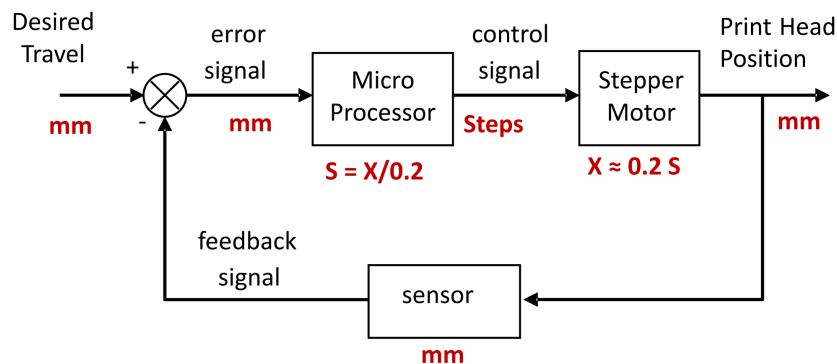 Desired
Travel
error
signal
control
signal
Print Head
Position
+
-
mm
mm
Micro
Processor
Steps
Stepper
Motor
mm
S = X/0.2
X ≈ 0.2 S
feedback
signal
sensor
mm